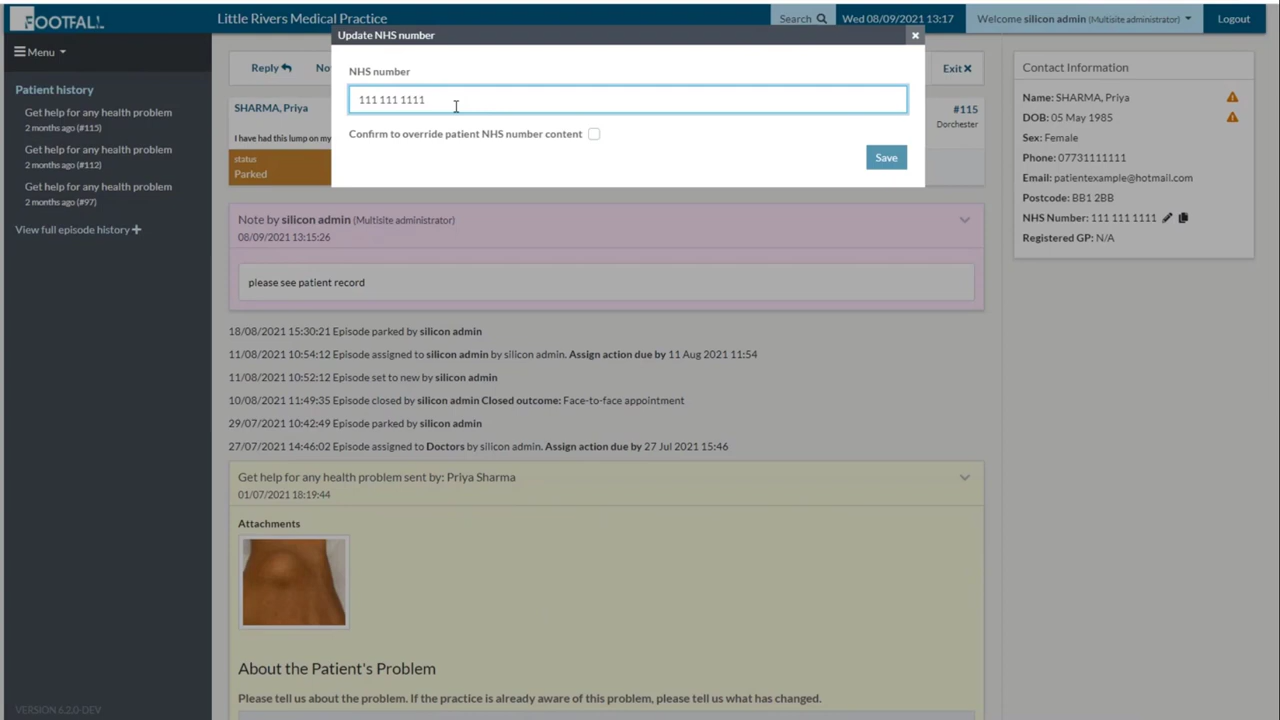 FOOTFALL
Little Rivers Medical Practice
Search
Wed 08/09/2021 13:17
Welcome silicon admin (Multisite administrator)
Logout
Menu
Patient history
Get help for any health problem
2 months ago (#115)
Get help for any health problem
2 months ago (#112)
Get help for any health problem
2 months ago (#97)
View full episode history
VERSION 6.2.0-DEV
Update NHS number
NHS number
111 111 1111
Confirm to override patient NHS number content
Save
Reply
Exit
SHARMA, Priya
#115
Dorchester
I have had this lump on my
status
Parked
Note by silicon admin (Multisite administrator)
08/09/2021 13:15:26
please see patient record
18/08/2021 15:30:21 Episode parked by silicon admin
11/08/2021 10:54:12 Episode assigned to silicon admin by silicon admin. Assign action due by 11 Aug 2021 11:54
11/08/2021 10:52:12 Episode set to new by silicon admin
10/08/2021 11:49:35 Episode closed by silicon admin Closed outcome: Face-to-face appointment
29/07/2021 10:42:49 Episode parked by silicon admin
27/07/2021 14:46:02 Episode assigned to Doctors by silicon admin. Assign action due by 27 Jul 2021 15:46
Get help for any health problem sent by: Priya Sharma
01/07/2021 18:19:44
Attachments
About the Patient's Problem
Please tell us about the problem. If the practice is already aware of this problem, please tell us what has changed.
Contact Information
Name: SHARMA, Priya
DOB: 05 May 1985
Sex: Female
Phone: 07731111111
Email: patientexample@hotmail.com
Postcode: BB1 2BB
NHS Number: 111 111 1111
Registered GP: N/A